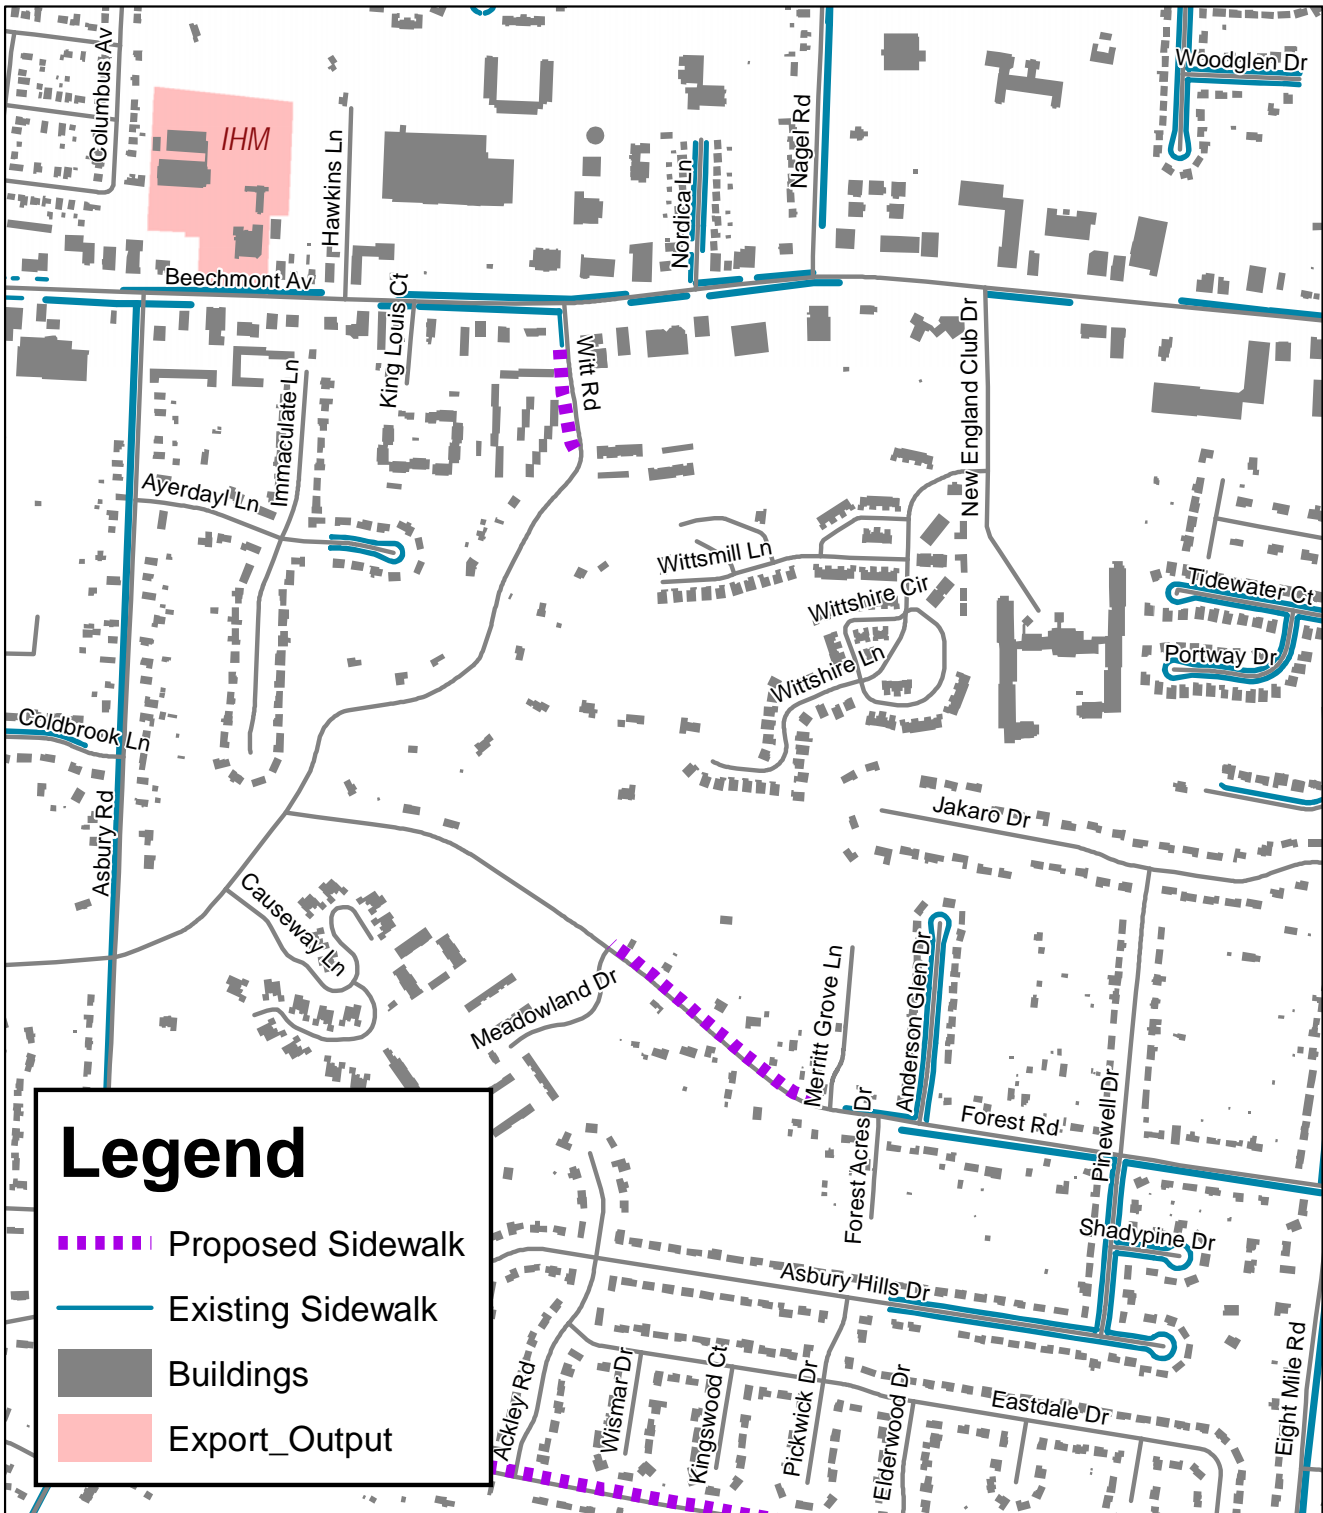 Woodglen Dr
Columbus Av
IHM
Hawkins Ln
Nagel Rd
Nordica Ln
Beechmont Av
King Louis Ct
Witt Rd
New England Club Dr
Immaculate Ln
Ayerdayl Ln
Wittsmill Ln
Wittshire Cir
Wittshire Ln
Tidewater Ct
Portway Dr
Coldbrook Ln
Asbury Rd
Jakaro Dr
Causeway Ln
Meadowland Dr
Merritt Grove Ln
Anderson Glen Dr
Forest Acres Dr
Forest Rd
Pinewell Dr
Shadypine Dr
Asbury Hills Dr
Legend
Proposed Sidewalk
Existing Sidewalk
Buildings
Export_Output
Ackley Rd
Wismar Dr
Kingswood Ct
Pickwick Dr
Elderwood Dr
Eastdale Dr
Eight Mile Rd